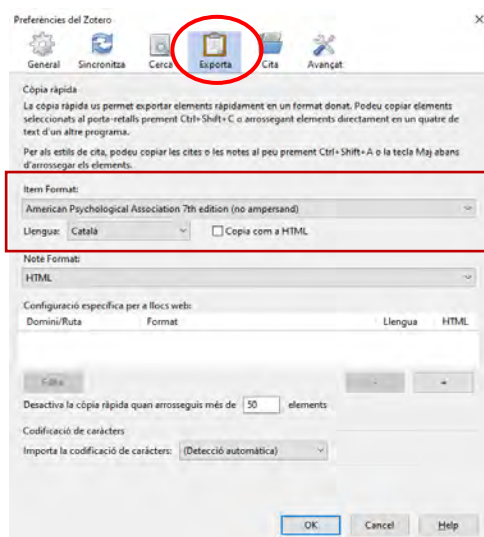 Preferències del Zotero
General Sincronitza Cerca Exporta Cita Avançat
Còpia ràpida
La còpia ràpida us permet exportar elements ràpidament en un format donat. Podeu copiar elements
seleccionats al porta-retalls prement Ctrl+Shift+C o arrossegant elements directament en un quatre de
text d'un altre programa.
Per als estils de cita, podeu copiar les cites o les notes al peu prement Ctrl+Shift+A o la tecla Maj abans
d'arrossegar els elements.
Item Format:
American Psychological Association 7th edition (no ampersand)
Llengua: Català Copia com a HTML
Note Format:
HTML
Configuració específica per a llocs web:
Domini/Ruta Format Llengua HTML
Edita - +
Desactiva la còpia ràpida quan arrosseguis més de 50 elements
Codificació de caràcters
Importa la codificació de caràcters: (Detecció automàtica)
OK Cancel Help